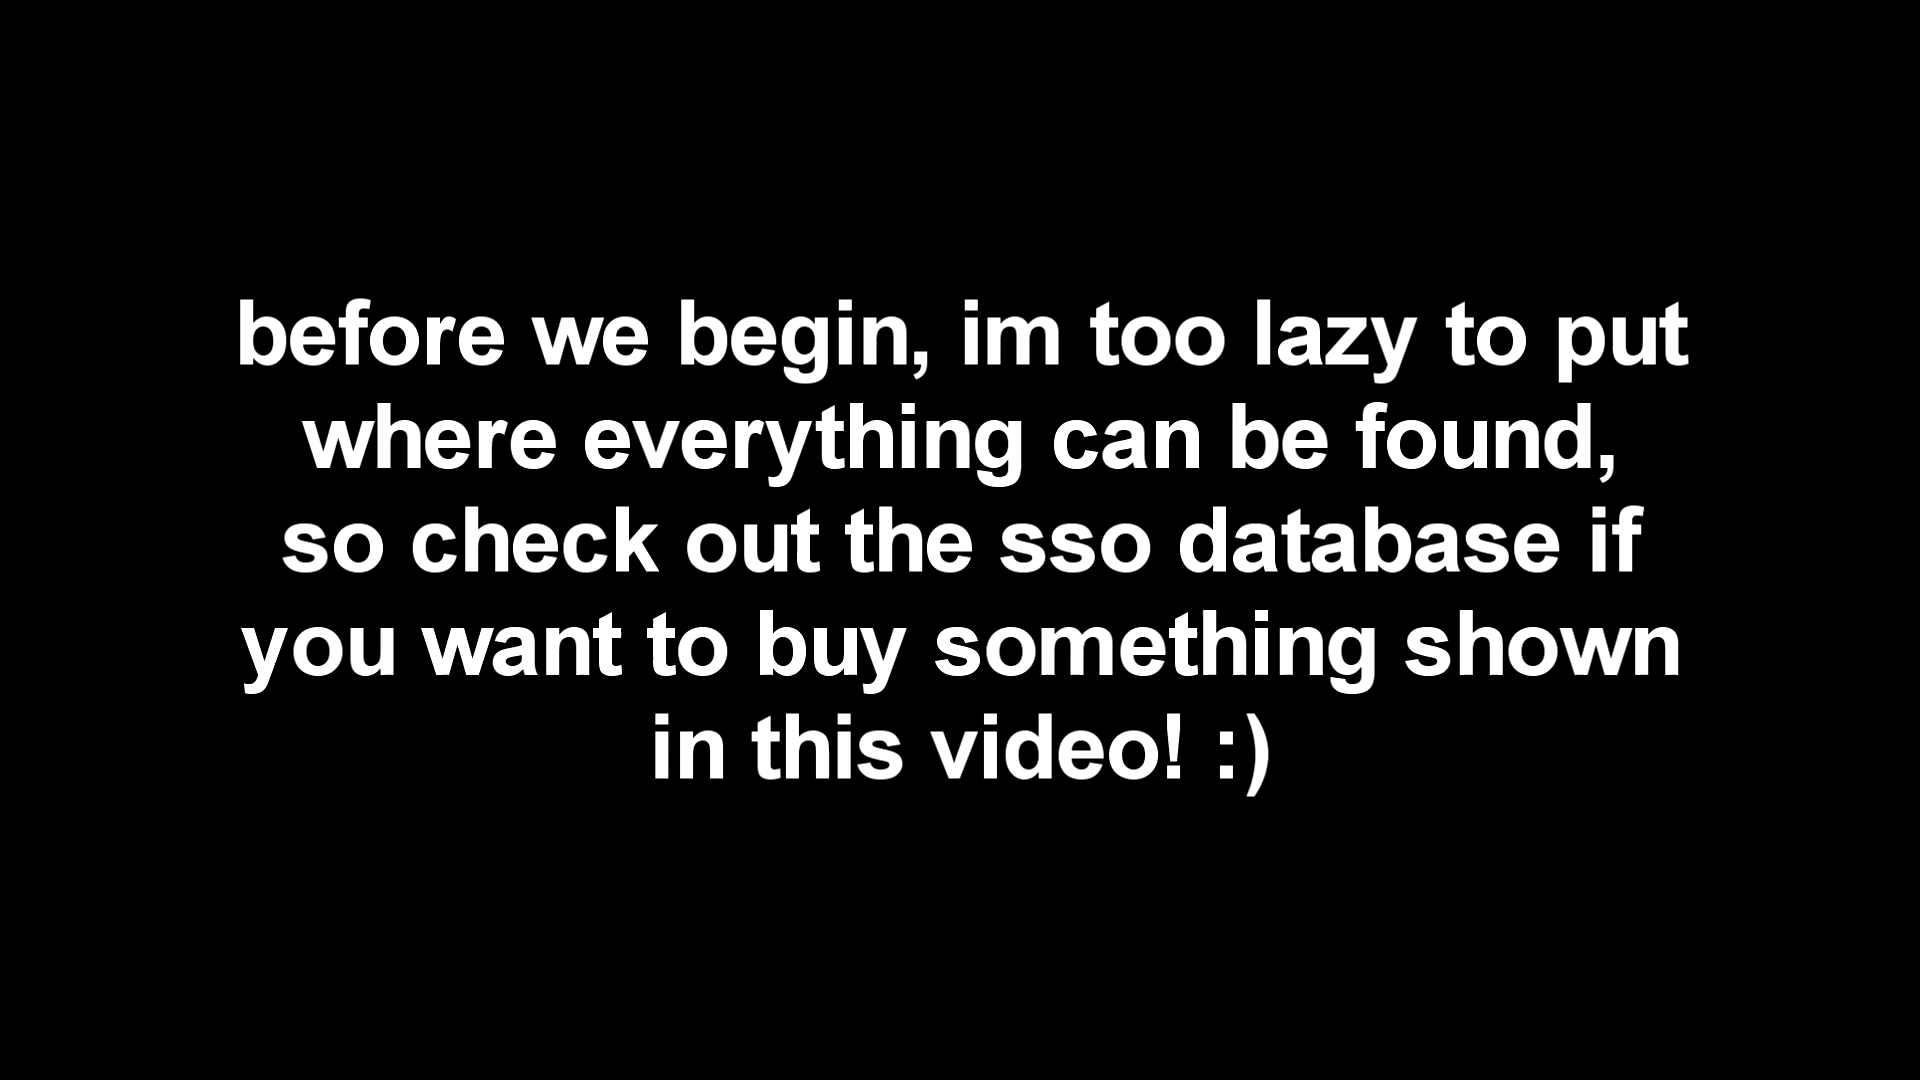 before we begin, im too lazy to put
where everything can be found,
so check out the sso database if
you want to buy something shown
in this video! :)